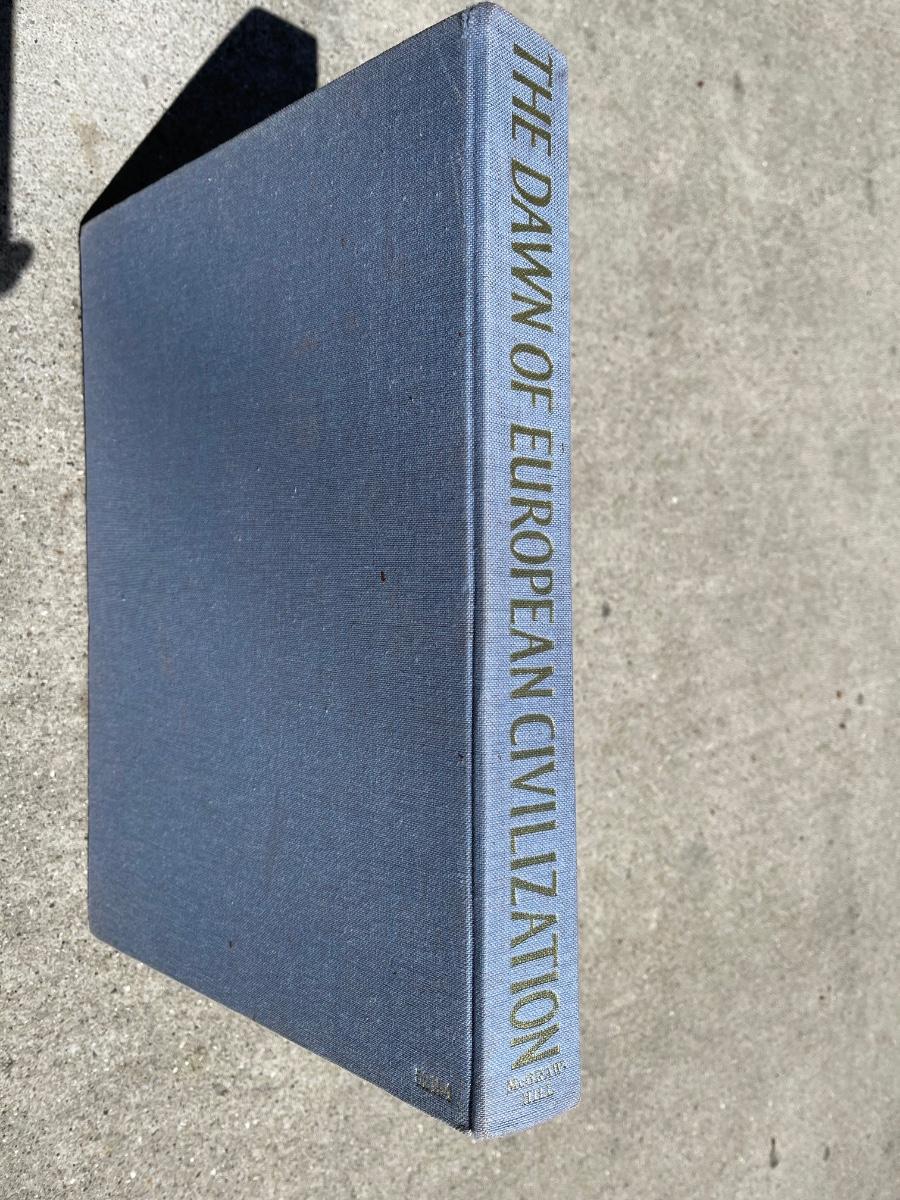 THE DAWN OF EUROPEAN CIVILIZATION
McGRAW-
HILL